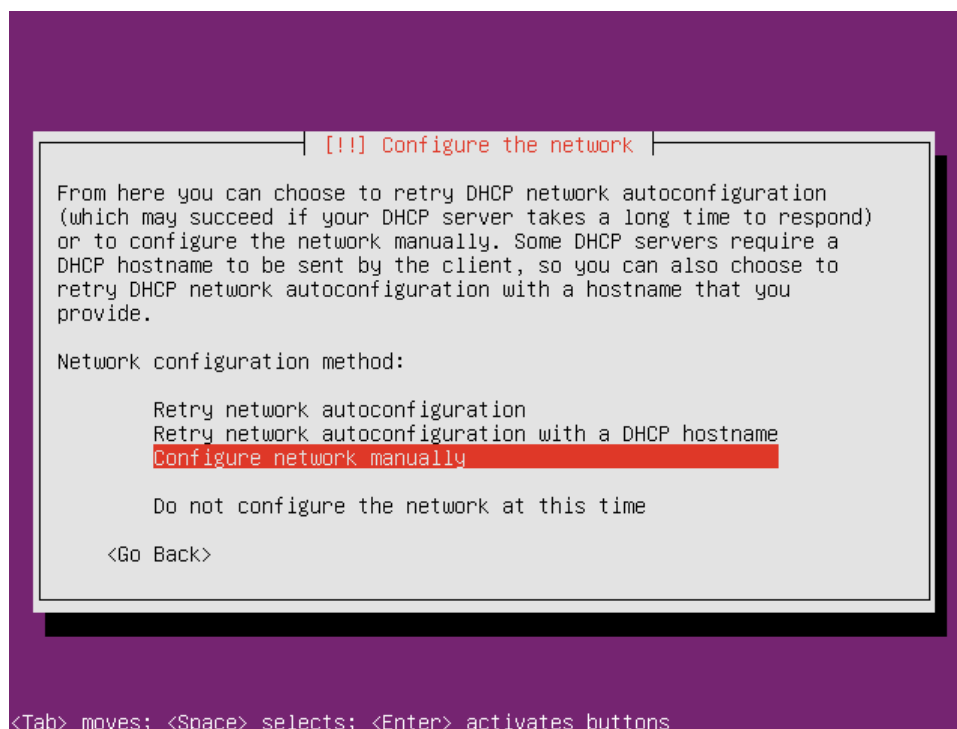 [!!] Configure the network
From here you can choose to retry DHCP network autoconfiguration
(which may succeed if your DHCP server takes a long time to respond)
or to configure the network manually. Some DHCP servers require a
DHCP hostname to be sent by the client, so you can also choose to
retry DHCP network autoconfiguration with a hostname that you
provide.
Network configuration method:
Retry network autoconfiguration
Retry network autoconfiguration with a DHCP hostname
Configure network manually
Do not configure the network at this time
<Go Back>
<Tab> moves; <Space> selects; <Enter> activates buttons